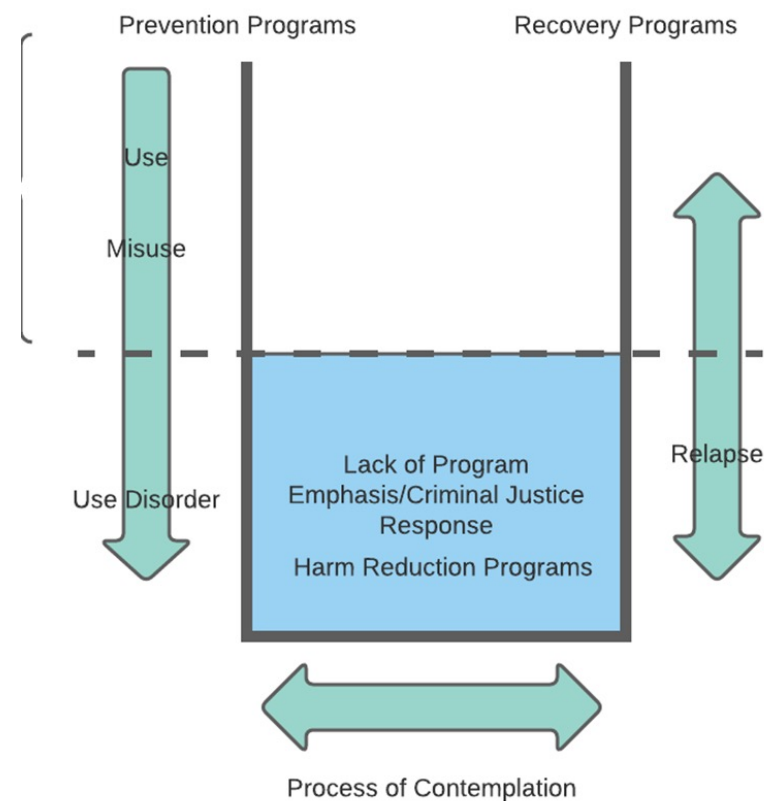 Prevention Programs
Recovery Programs
Use
Misuse
Use Disorder
Lack of Program
Emphasis/Criminal Justice
Response
Harm Reduction Programs
Relapse
Process of Contemplation